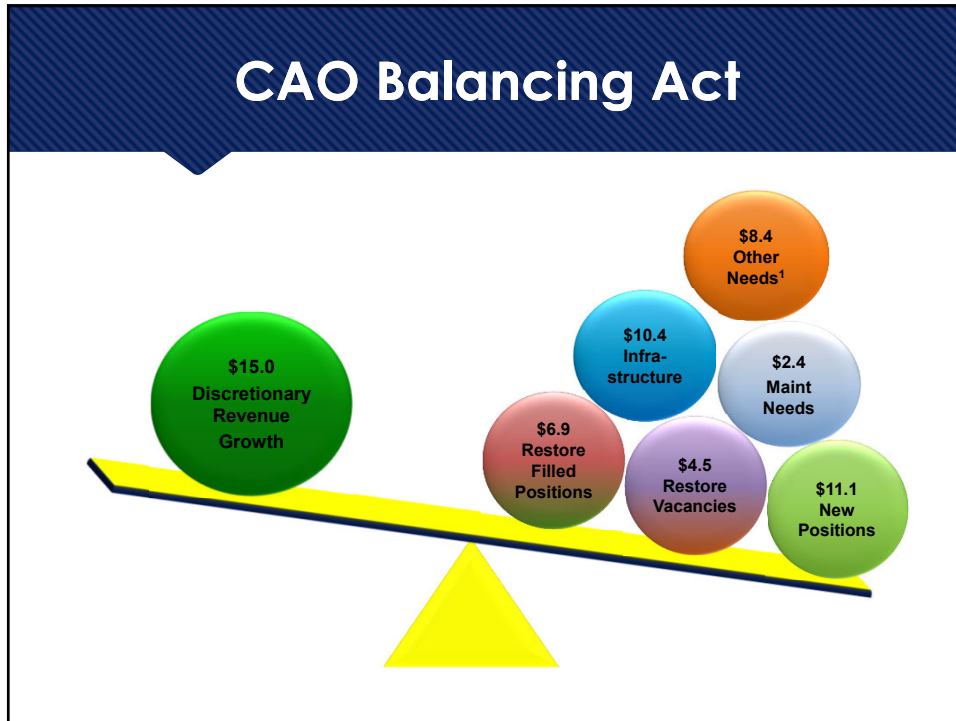 CAO Balancing Act
$8.4
Other
Needs¹
$10.4
Infra-
structure
$2.4
Maint
Needs
$15.0
Discretionary
Revenue
Growth
$6.9
Restore
Filled
Positions
$4.5
Restore
Vacancies
$11.1
New
Positions